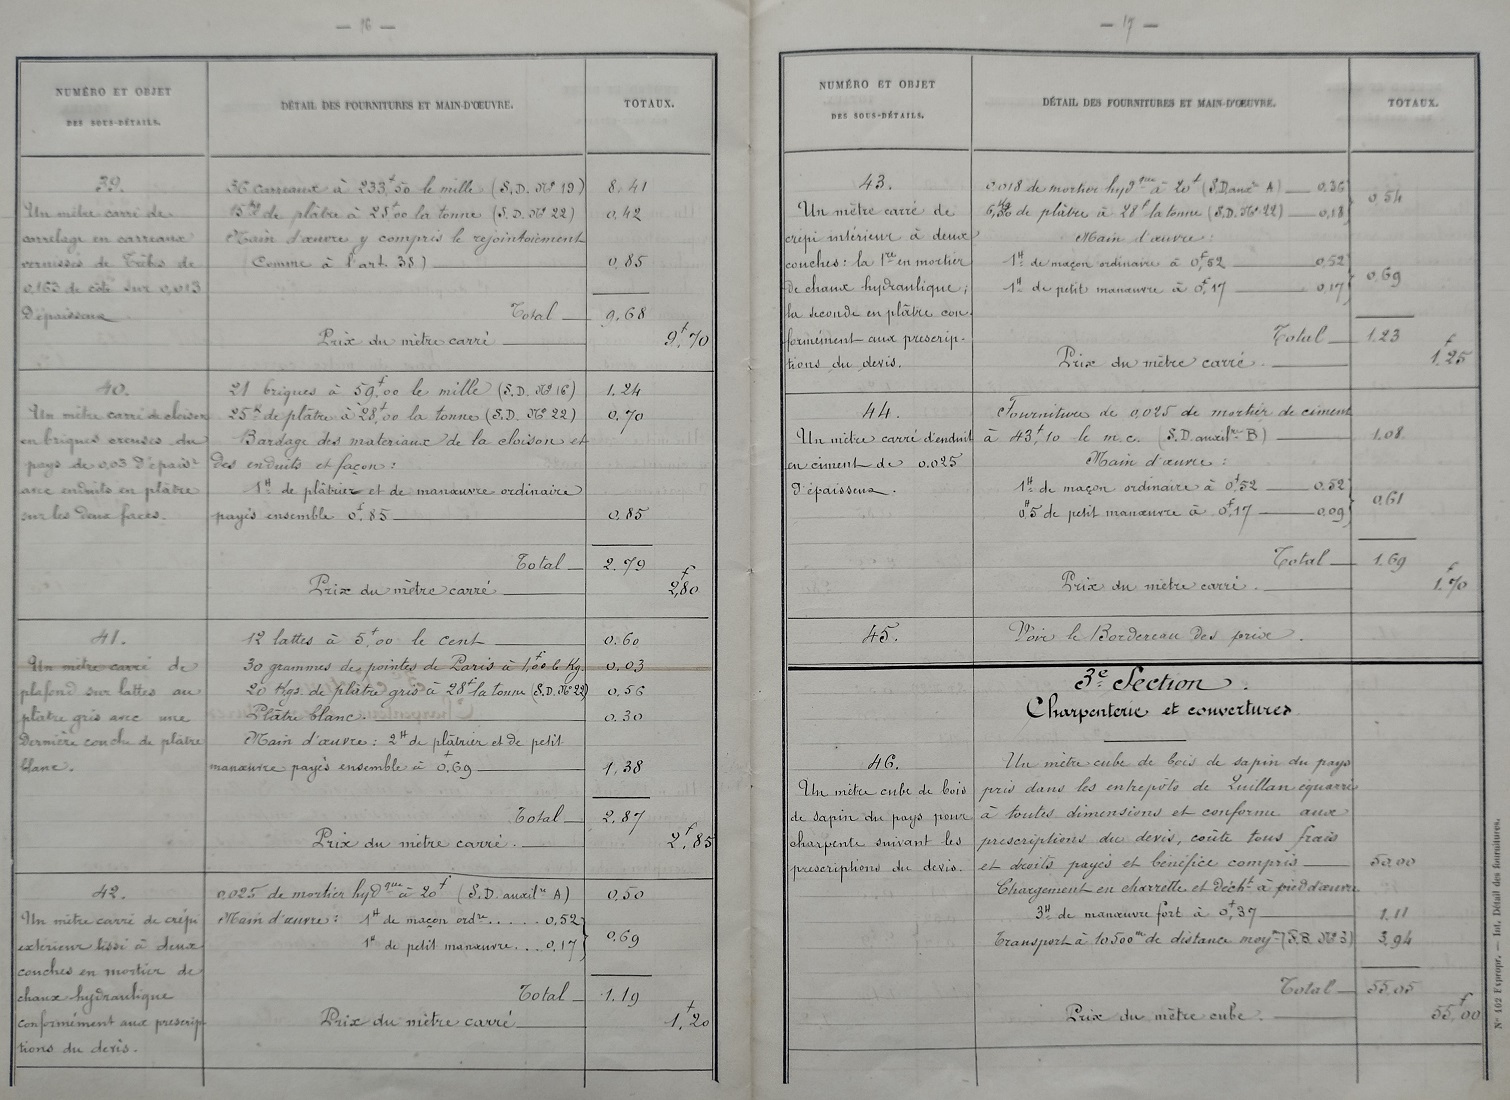 — 16 —
NUMÉRO ET OBJET
DES SOUS-DÉTAILS.
DÉTAIL DES FOURNITURES ET MAIN-D'ŒUVRE.
TOTAUX.
39.
Un mètre carré de
carrelage en carreaux
vernissés de Trèbes de
0,163 de côté sur 0,013
d'épaisseur
36 carreaux à 233f,50 le mille (S.D. N° 19) 8.41
15kg de plâtre à 28f,00 la tonne (S.D. N° 22) 0,42
Main d'œuvre y compris le rejointoiement
(Comme à l'art. 38) 0,85
Total 9,68
Prix du mètre carré 9f,70
40.
Un mètre carré de cloison
en briques creuses du
pays de 0,03 d'épaisr
avec enduits en plâtre
sur les deux faces.
21 briques à 59f,00 le mille (S.D. N° 16) 1.24
25k de plâtre à 28f,00 la tonne (S.D. N° 22) 0,70
Bardage des matériaux de la cloison et
des enduits et façon :
1H de plâtrier et de manœuvre ordinaire
payés ensemble 0f,85 0,85
Total 2.79
Prix du mètre carré 2f,80
41.
Un mètre carré de
plafond sur lattes au
plâtre gris avec une
dernière couche de plâtre
blanc.
12 lattes à 5f,00 le cent 0.60
30 grammes de pointes de Paris à 1f,00 le Kg. 0.03
20 Kgs. de plâtre gris à 28f la tonne (S.D. N° 22) 0,56
Plâtre blanc. 0.30
Main d'œuvre : 2H de plâtrier et de petit
manœuvre payés ensemble à 0f,69 1,38
Total 2,87
Prix du mètre carré. 2f,85
42.
Un mètre carré de crépi
extérieur lissé à deux
couches en mortier de
chaux hydraulique
conformément aux prescrip
tions du devis.
0.025 de mortier hydque à 20f (S.D. auxilre A) 0,50
Main d'œuvre : 1H de maçon ordre..... 0,52
1H de petit manœuvre... 0,17 0,69
Total 1.19
Prix du mètre carré 1f,20
— 17 —
NUMÉRO ET OBJET
DES SOUS-DÉTAILS.
DÉTAIL DES FOURNITURES ET MAIN-D'ŒUVRE.
TOTAUX.
43.
Un mètre carré de
crépi intérieur à deux
couches : la 1re en mortier
de chaux hydraulique ;
la seconde en plâtre con-
formément aux prescrip-
tions du devis.
0,018 de mortier hydque à 20f (S.D. A) 0.36
de plâtre à 28f la tonne (S.D. N° 22) 0,18 0,54
Main d'œuvre :
1H de maçon ordinaire à 0f,52 0,52
1H de petit manœuvre à 0f,17 0,17 0,69
Total 1.23
Prix du mètre carré. 1f,25
44.
Un mètre carré d'enduit
en ciment de 0.025
d'épaisseur.
Fourniture de 0,025 de mortier de ciment
à 43f,10 le m.c. (S.D. auxilre B) 1.08
Main d'œuvre :
1H de maçon ordinaire à 0f,52 0.52
0H,5 de petit manœuvre à 0f,17 0,09 0,61
Total 1.69
Prix du mètre carré. 1f,70
45.
Voir le Bordereau des prix.
3e Section.
Charpenterie et couvertures
46.
Un mètre cube de bois
de sapin du pays pour
charpente suivant les
prescriptions du devis.
Un mètre cube de bois de sapin du pays
pris dans les entrepôts de Quillan équarri
à toutes dimensions et conforme aux
prescriptions du devis, coûte tous frais
et droits payés et bénéfice compris 50.00
Chargement en charrette et décht à pied d'œuvre
3H de manœuvre fort à 0f,37 1,11
Transport à 10500m de distance moyne (S.D. N° 3) 3,94
Total 55.05
Prix du mètre cube. 55f,00
N° 402 Expropr. — Int. Détail des fournitures.